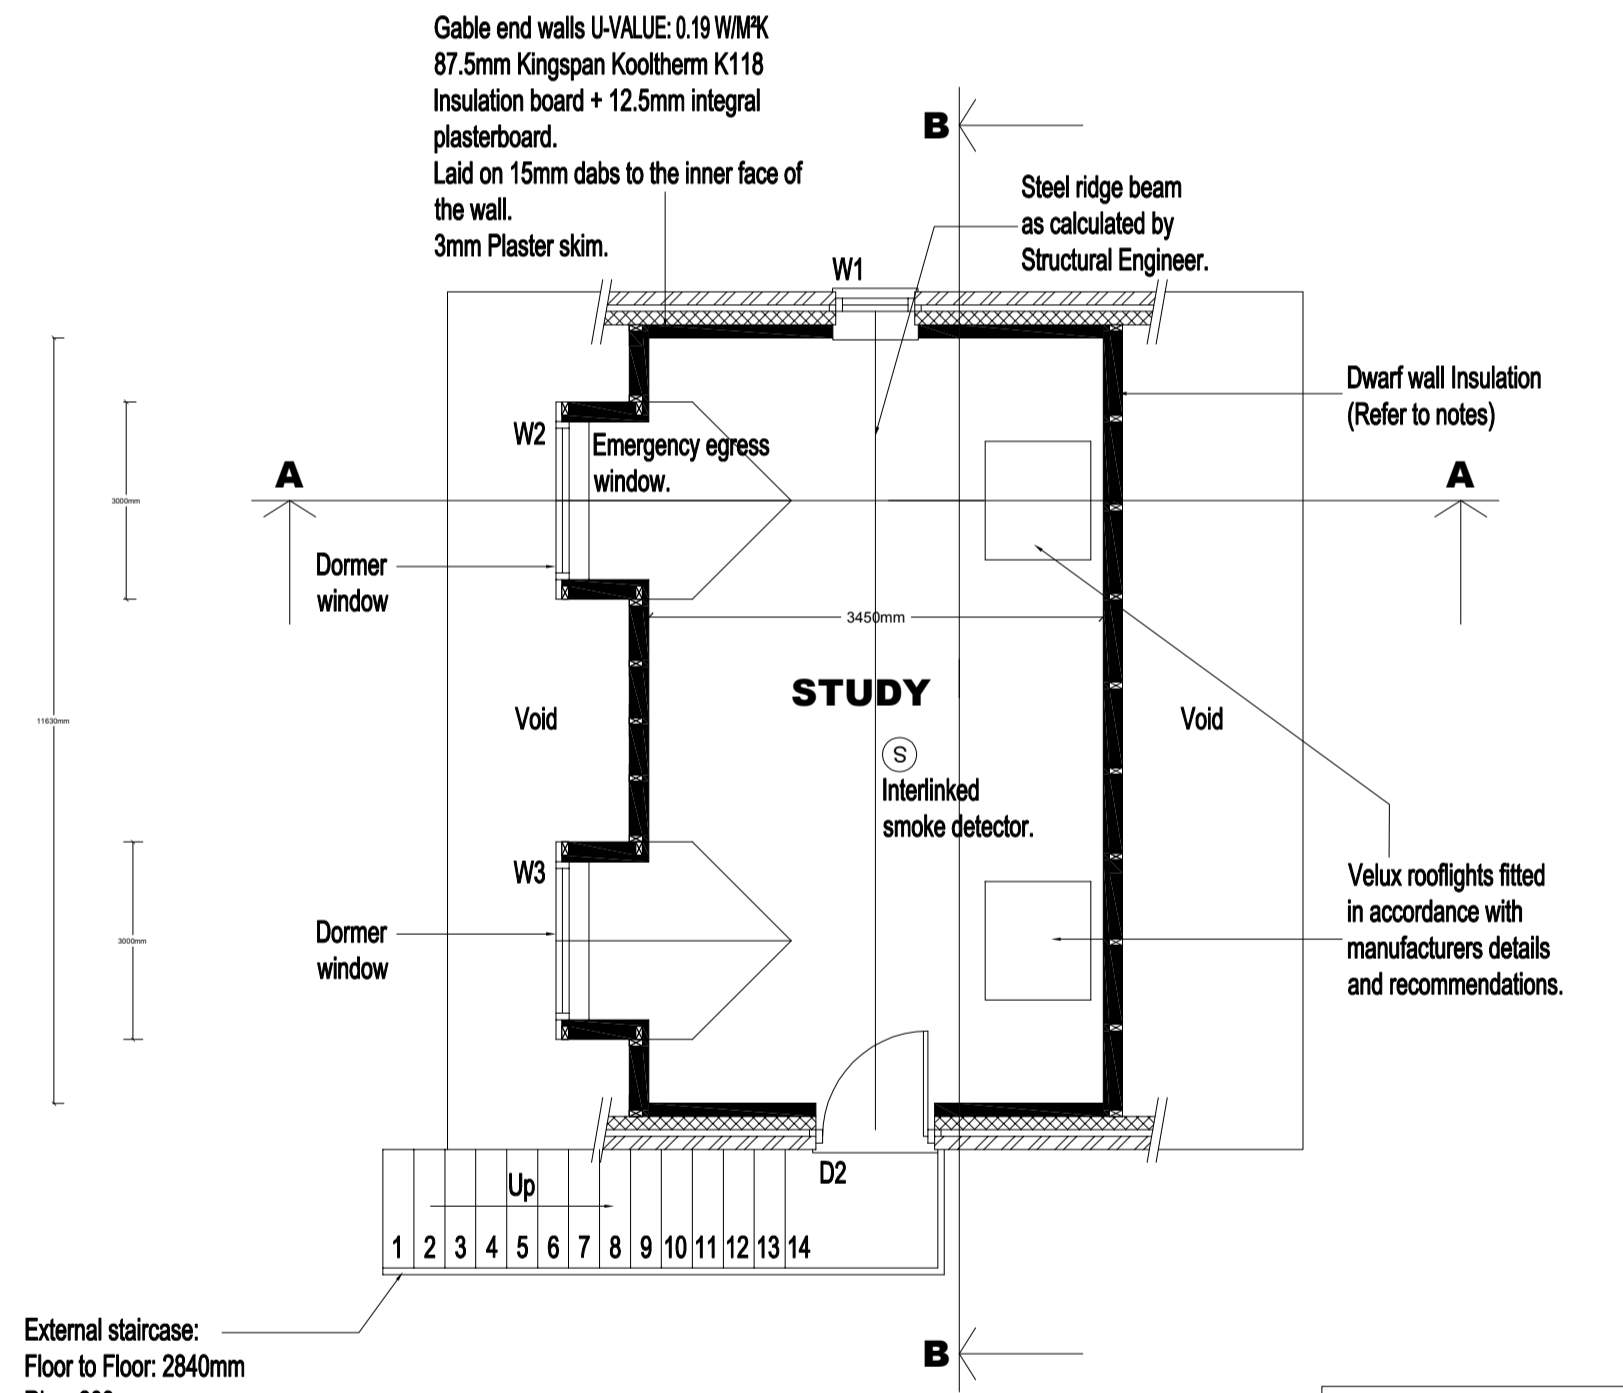 Gable end walls U-VALUE: 0.19 W/M²K
87.5mm Kingspan Kooltherm K118
Insulation board + 12.5mm integral
plasterboard.
Laid on 15mm dabs to the inner face of
the wall.
3mm Plaster skim.
B
Steel ridge beam
as calculated by
Structural Engineer.
W1
Dwarf wall Insulation
(Refer to notes)
W2
Emergency egress
window.
A
A
3000mm
Dormer
window
3450mm
STUDY
11630mm
Void
Void
S
Interlinked
smoke detector.
W3
Velux rooflights fitted
in accordance with
manufacturers details
and recommendations.
Dormer
window
3000mm
D2
Up
1 2 3 4 5 6 7 8 9 10 11 12 13 14
External staircase:
Floor to Floor: 2840mm
B